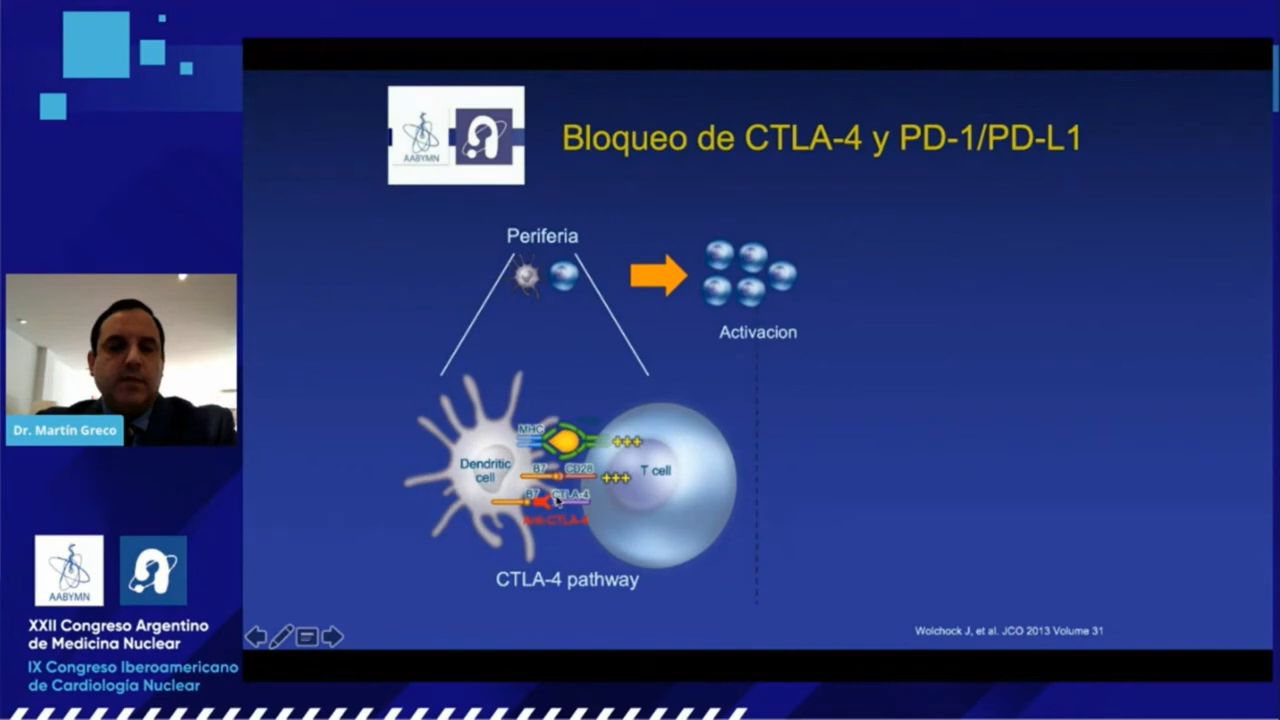 AABYMN
Bloqueo de CTLA-4 y PD-1/PD-L1
Periferia
Activacion
MHC
Dendritic
cell
B7 CD28
T cell
B7 CTLA-4
Anti-CTLA-4
CTLA-4 pathway
Wolchock J, et al. JCO 2013 Volume 31
Dr. Martín Greco
AABYMN
XXII Congreso Argentino
de Medicina Nuclear
IX Congreso Iberoamericano
de Cardiología Nuclear